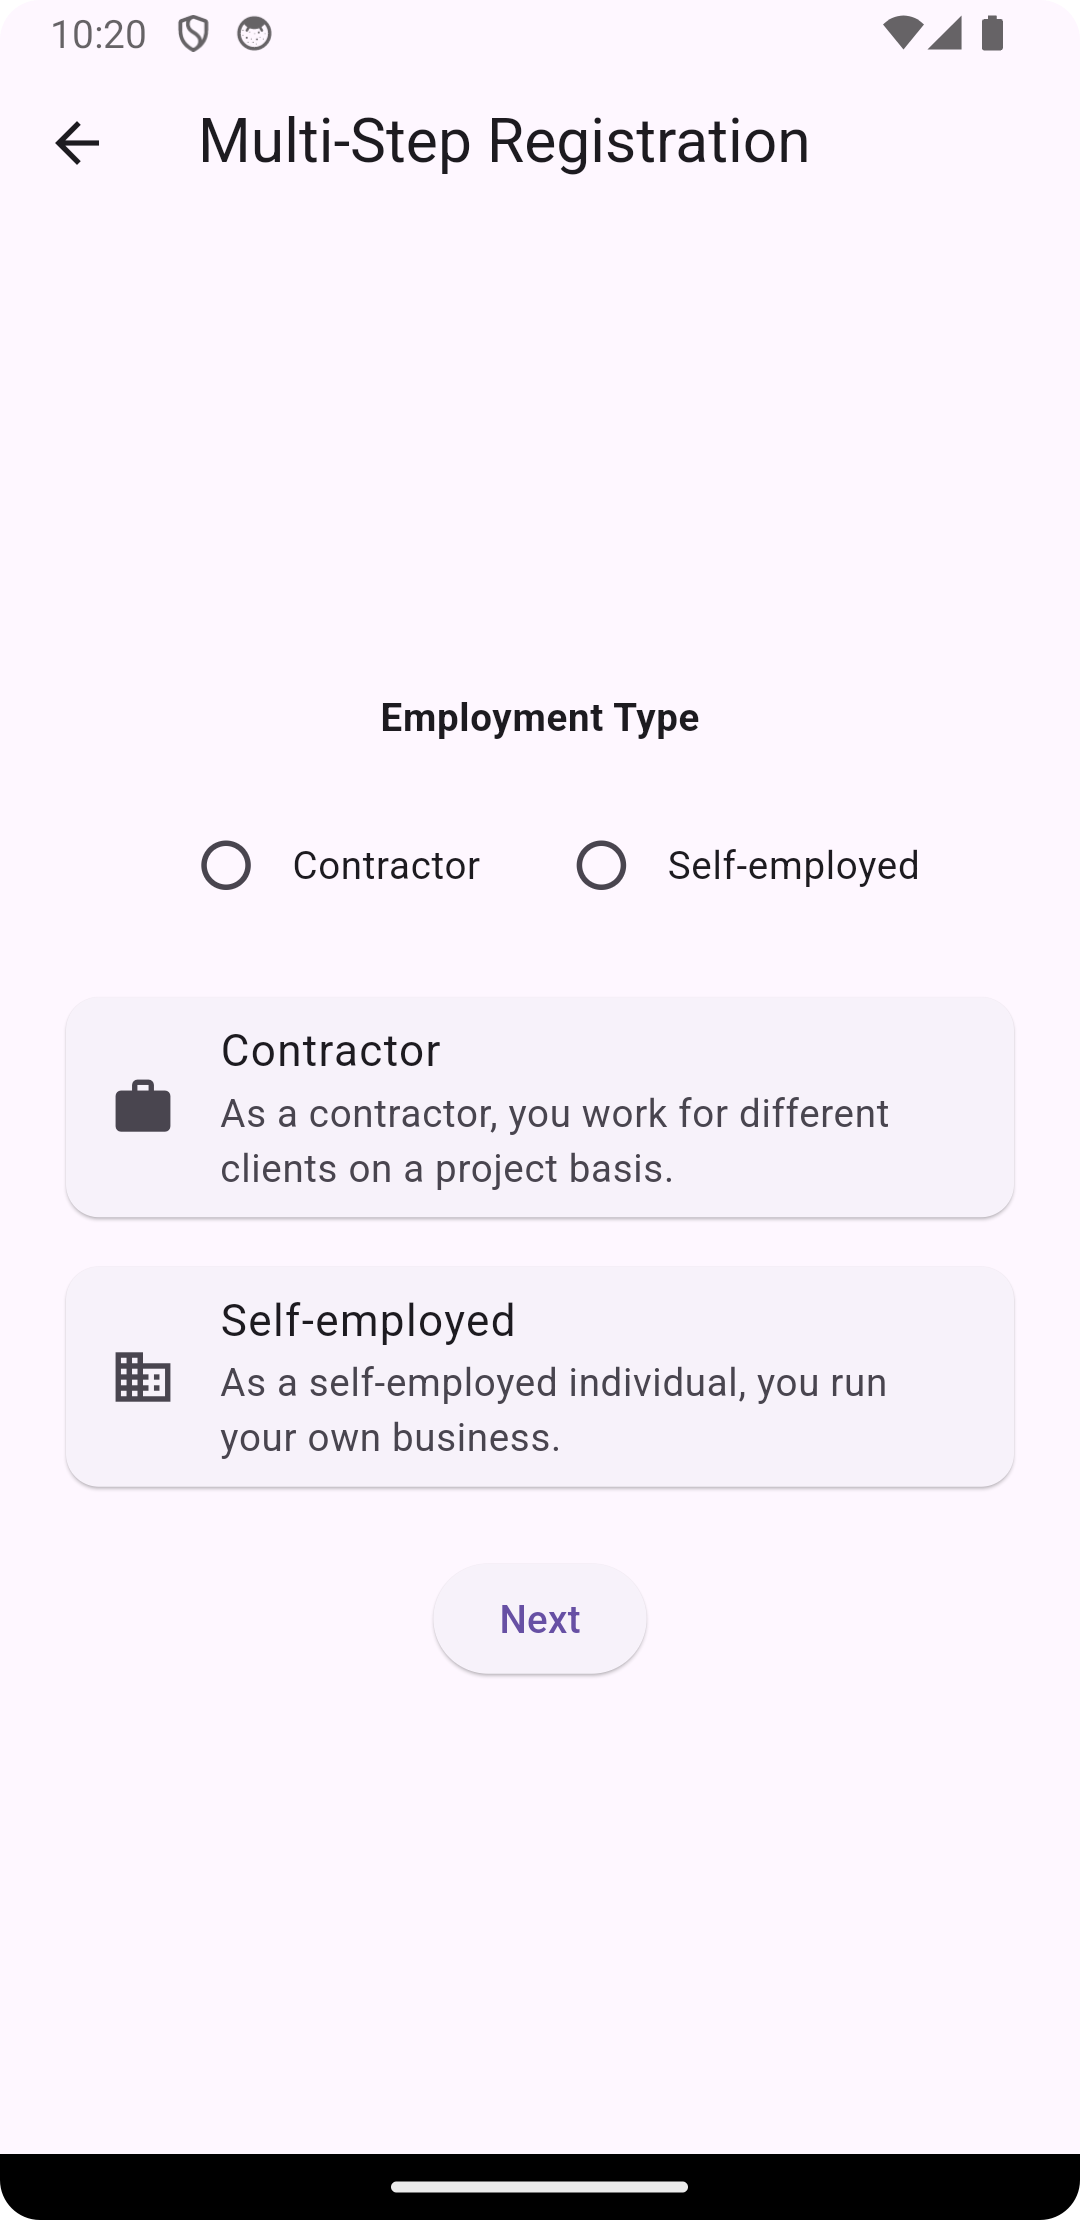 10:20
Multi-Step Registration
Employment Type
Contractor Self-employed
Contractor
As a contractor, you work for different
clients on a project basis.
Self-employed
As a self-employed individual, you run
your own business.
Next